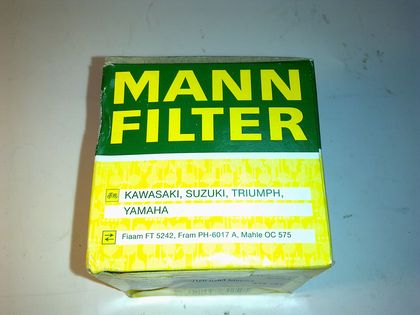 MANN
FILTER
KAWASAKI, SUZUKI, TRIUMPH,
YAMAHA
Fiaam FT 5242, Fram PH-6017 A, Mahle OC 575